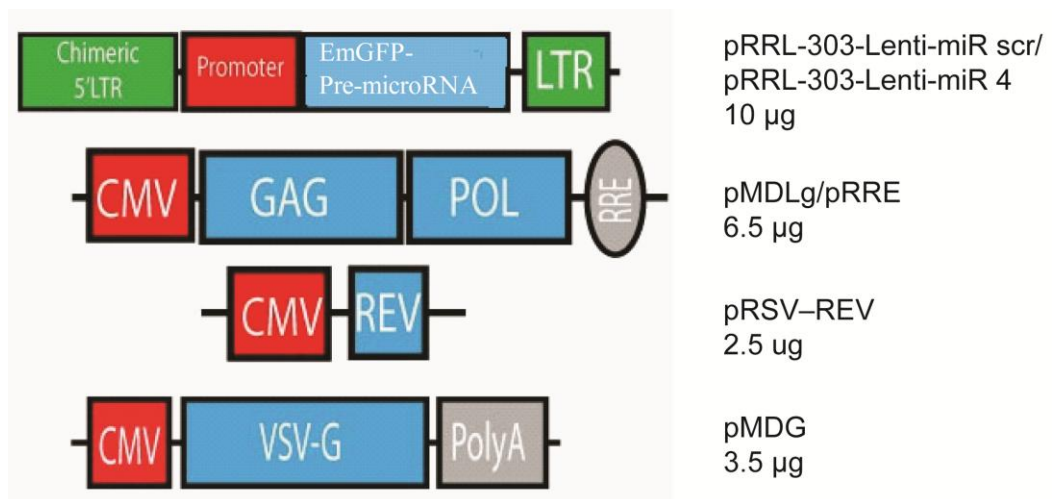 Chimeric
5'LTR
Promoter
EmGFP-
Pre-microRNA
LTR
pRRL-303-Lenti-miR scr/
pRRL-303-Lenti-miR 4
10 µg
CMV
GAG
POL
RRE
pMDLg/pRRE
6.5 µg
CMV
REV
pRSV–REV
2.5 ug
CMV
VSV-G
PolyA
pMDG
3.5 µg